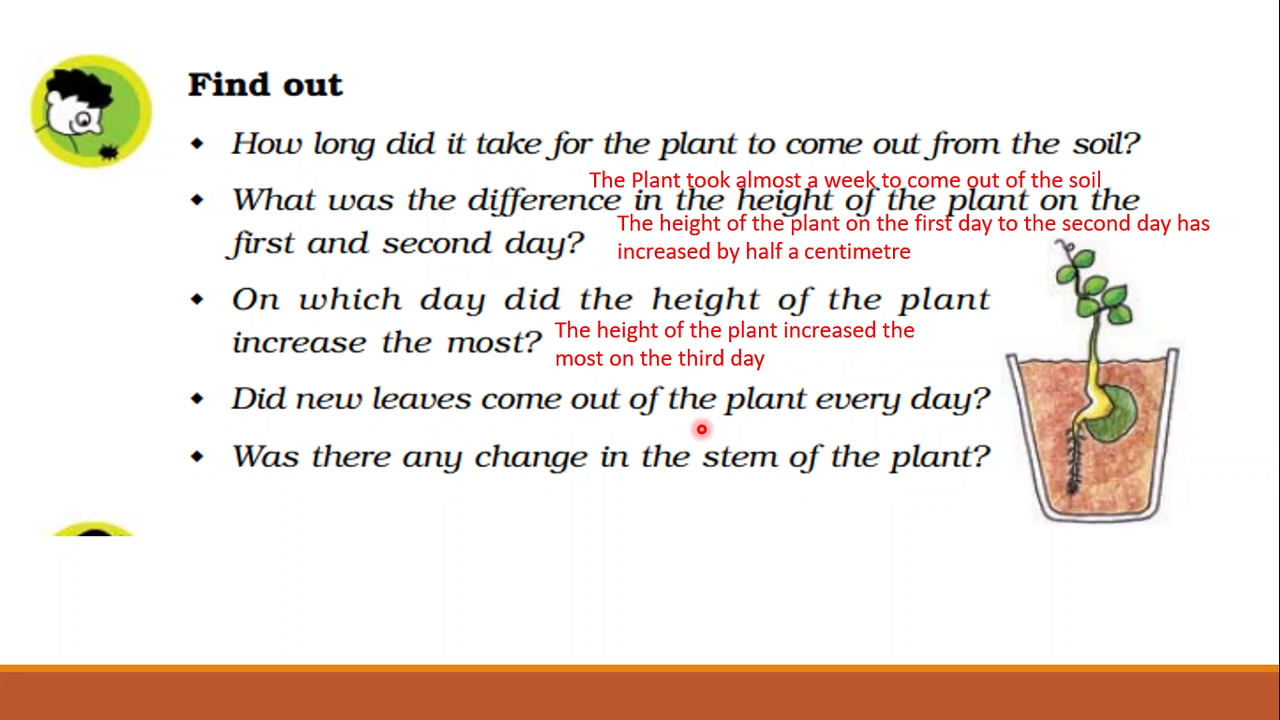 Find out
How long did it take for the plant to come out from the soil?
The Plant took almost a week to come out of the soil
What was the difference in the height of the plant on the
first and second day?
The height of the plant on the first day to the second day has
increased by half a centimetre
On which day did the height of the plant
increase the most?
The height of the plant increased the
most on the third day
Did new leaves come out of the plant every day?
Was there any change in the stem of the plant?